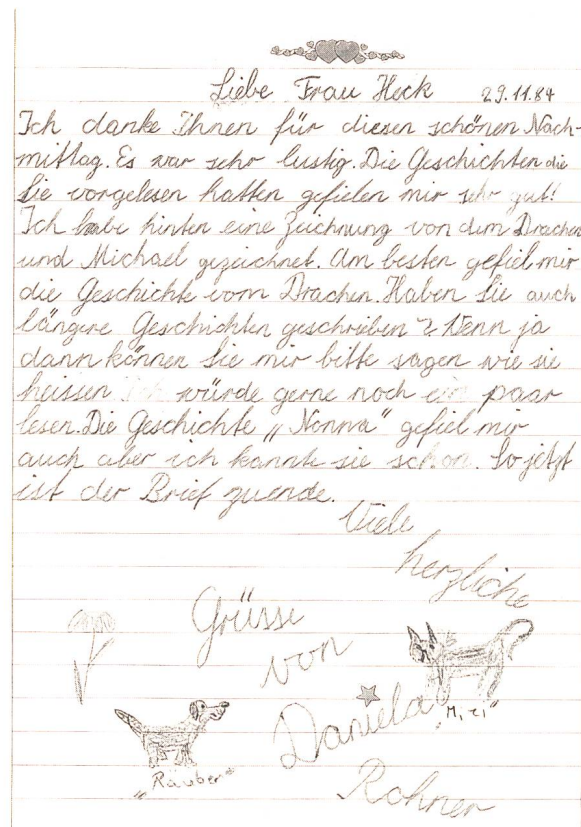 Liebe Frau Heck 29.11.84
Ich danke Ihnen für diesen schönen Nach-
mittag. Es war sehr lustig. Die Geschichten die
Sie vorgelesen hatten gefielen mir sehr gut!
Ich habe hinten eine Zeichnung von dem Drachen
und Michael gezeichnet. Am besten gefiel mir
die Geschichte vom Drachen. Haben Sie auch
längere Geschichten geschrieben? Wenn ja
dann können Sie mir bitte sagen wie sie
heissen ich würde gerne noch ein paar
lesen. Die Geschichte „Nonna" gefiel mir
auch aber ich kannte sie schon. So jetzt
ist der Brief zuende.
Viele
herzliche
Grüsse
von
Daniela
Rohner
„Räuber"